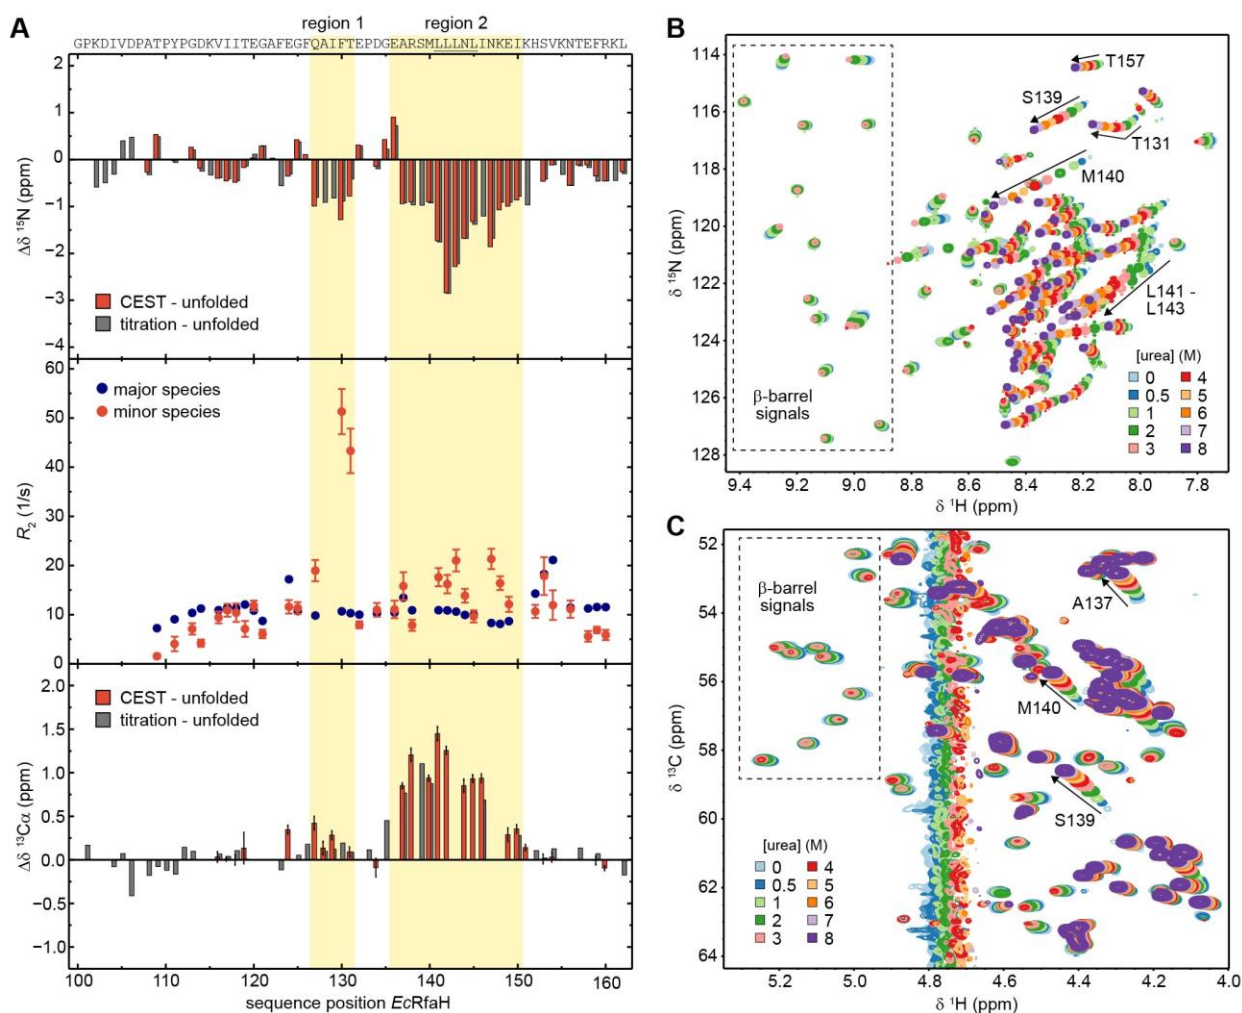 A
region 1 region 2
GPKDIVDPATPYPGDKVIITEGAFEGFQAIFTEPDGEARSMLLLNLINKEIKHSVKNTEFRKL
2
1
0
−1
−2
−3
−4
Δδ ¹⁵N (ppm)
CEST - unfolded
titration - unfolded
60
50
40
30
20
10
0
R₂ (1/s)
major species
minor species
2.0
1.5
1.0
0.5
0.0
−0.5
−1.0
Δδ ¹³Cα (ppm)
CEST - unfolded
titration - unfolded
100 110 120 130 140 150 160
sequence position EcRfaH
B
114
116
118
120
122
124
126
128
δ ¹⁵N (ppm)
T157
S139
T131
M140
L141 -
L143
β-barrel
signals
[urea] (M)
0 4
0.5 5
1 6
2 7
3 8
9.4 9.2 9.0 8.8 8.6 8.4 8.2 8.0 7.8
δ ¹H (ppm)
C
52
54
56
58
60
62
64
δ ¹³C (ppm)
β-barrel
signals
A137
M140
S139
[urea] (M)
0 4
0.5 5
1 6
2 7
3 8
5.2 5.0 4.8 4.6 4.4 4.2 4.0
δ ¹H (ppm)